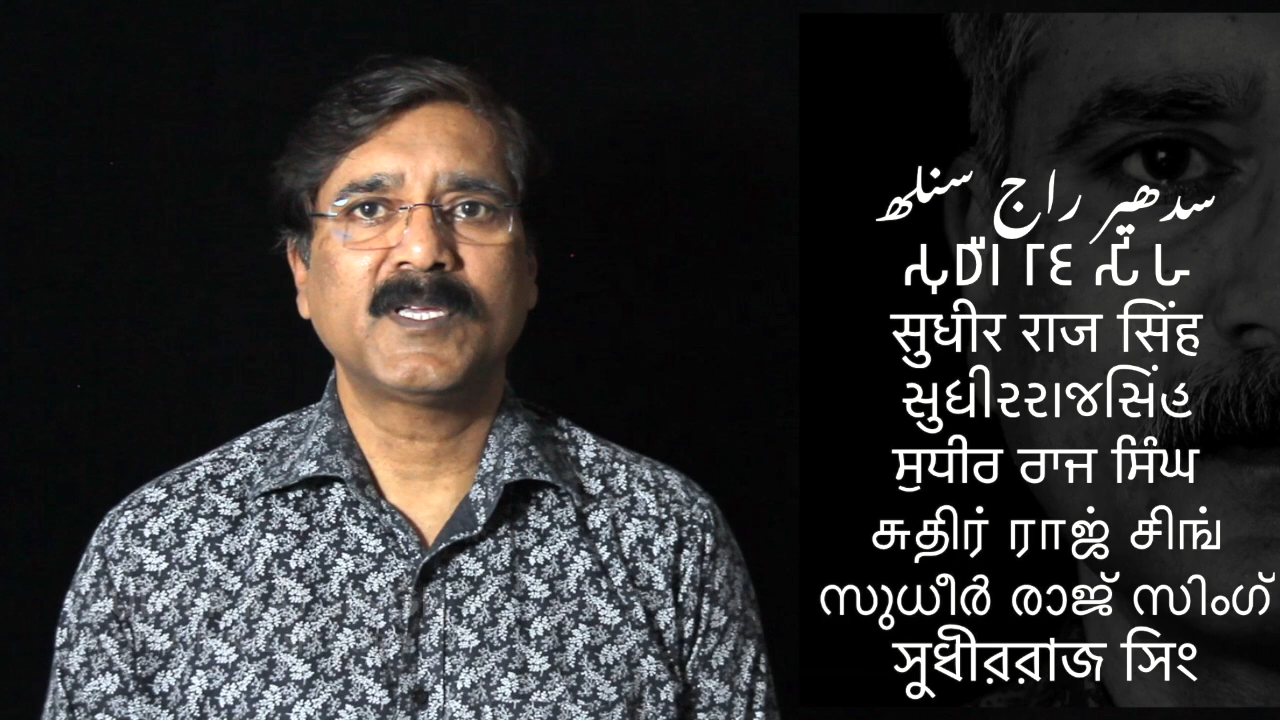 سدھیر راج سنلھ
सुधीर राज सिंह
સુધીરરાજસિંહ
ਸੁਧੀਰ ਰਾਜ ਸਿੰਘ
சுதிர் ராஜ் சிங்
സുധീർ രാജ് സിംഗ്
সুধীররাজ সিং